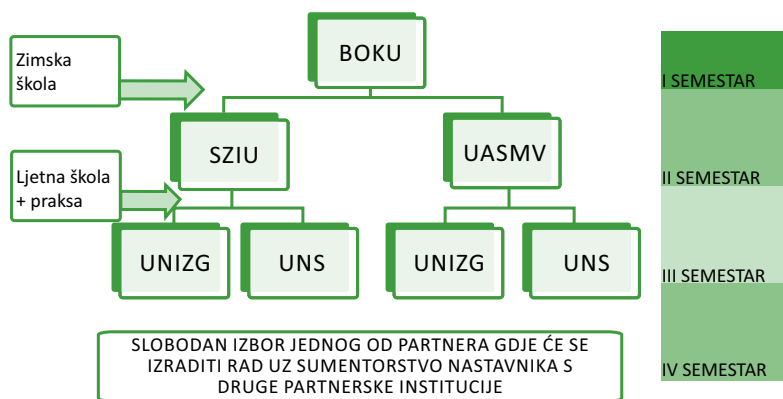 BOKU
Zimska
škola
I SEMESTAR
SZIU
UASMV
Ljetna škola
+ praksa
II SEMESTAR
UNIZG
UNS
UNIZG
UNS
III SEMESTAR
SLOBODAN IZBOR JEDNOG OD PARTNERA GDJE ĆE SE
IZRADITI RAD UZ SUMENTORSTVO NASTAVNIKA S
DRUGE PARTNERSKE INSTITUCIJE
IV SEMESTAR